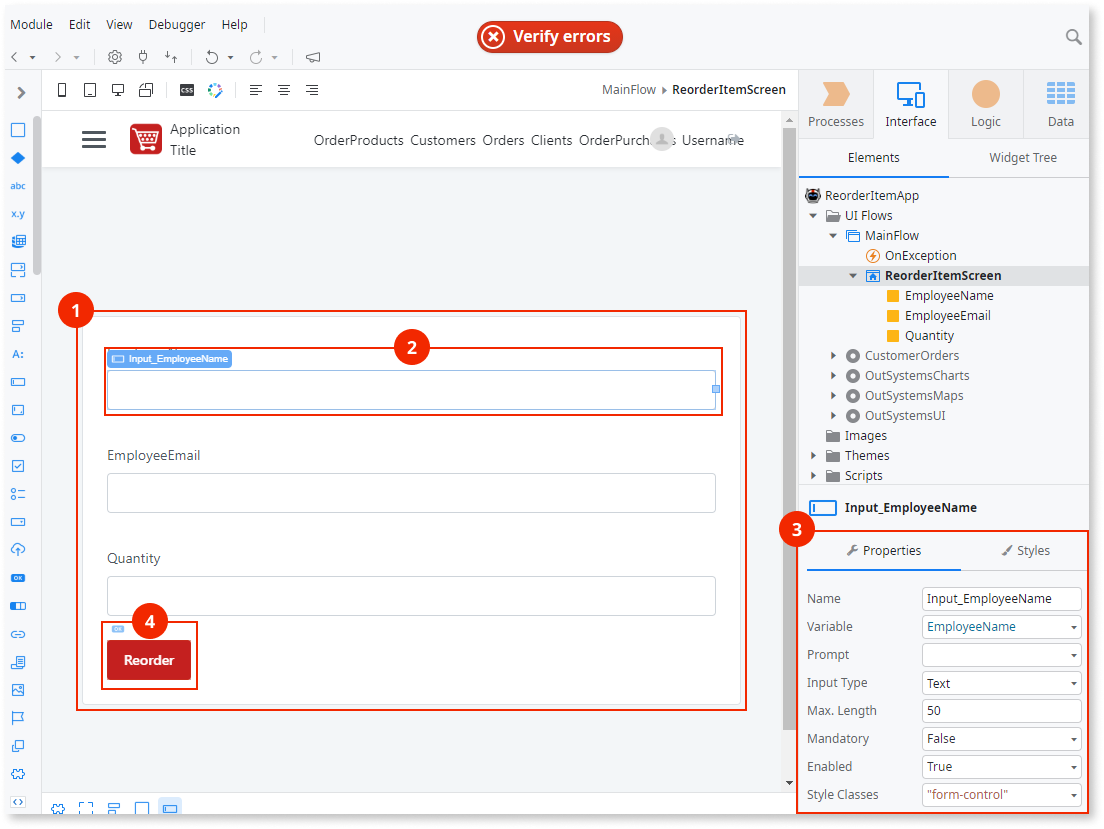 Module Edit View Debugger Help
Verify errors
CSS
MainFlow ReorderItemScreen
Processes Interface Logic Data
Application
Title
OrderProducts Customers Orders Clients Username
Elements Widget Tree
abc
x.y
A:
OK
ReorderItemApp
UI Flows
MainFlow
OnException
ReorderItemScreen
EmployeeName
EmployeeEmail
Quantity
CustomerOrders
OutSystemsCharts
OutSystemsMaps
OutSystemsUI
Images
Themes
Scripts
1
2
Input_EmployeeName
EmployeeEmail
Quantity
4
OK
Reorder
Input_EmployeeName
3
Properties Styles
Name Input_EmployeeName
Variable EmployeeName
Prompt
Input Type Text
Max. Length 50
Mandatory False
Enabled True
Style Classes "form-control"